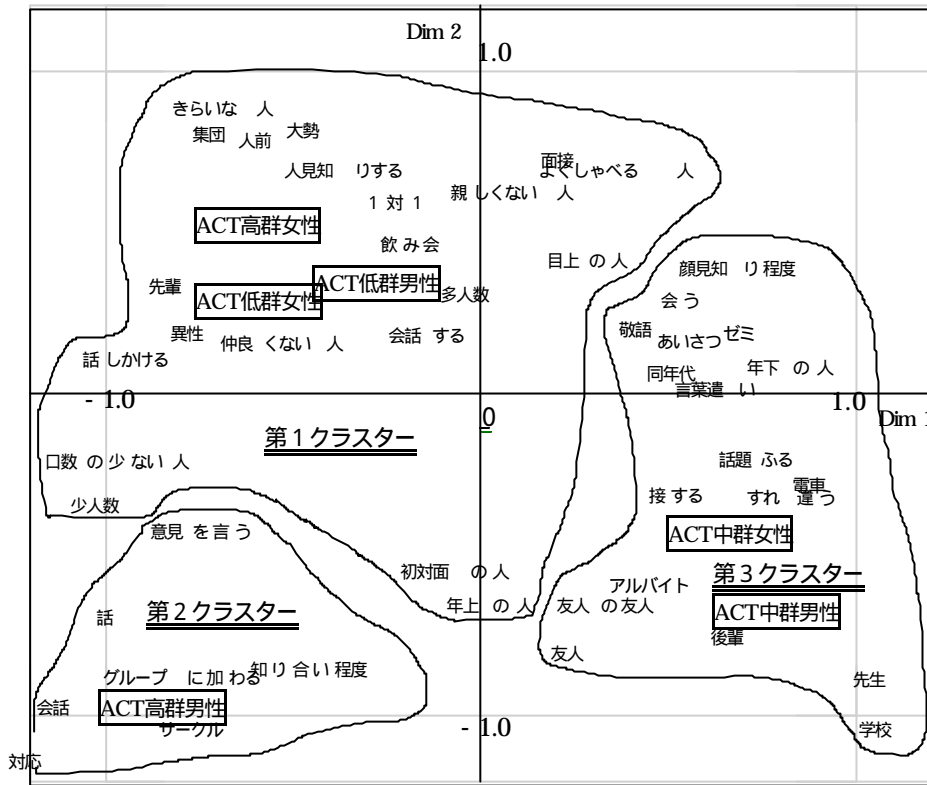 Dim 2
1.0
きらいな 人
集団 人前 大勢
人見知 りする
面接
よくしゃべる 人
1 対 1
親 しくない 人
ACT高群女性
飲 み会
目上 の 人
顔見知 り 程度
先輩
ACT低群女性
ACT低群男性
多人数
会 う
異性
仲良 くない 人
会話 する
敬語
あいさつ
ゼミ
話 しかける
同年代
年下 の 人
言葉遣 い
- 1.0
1.0
0
Dim 1
第1クラスター
口数 の 少 ない 人
話題 ふる
少人数
接 する
電車
すれ 違う
意見 を 言 う
ACT中群女性
初対面 の 人
第3クラスター
アルバイト
話
第2クラスター
年上 の 人
友人 の 友人
ACT中群男性
後輩
友人
グループ に 加 わる
知 り 合 い 程度
先生
会話
ACT高群男性
サークル
- 1.0
学校
対応